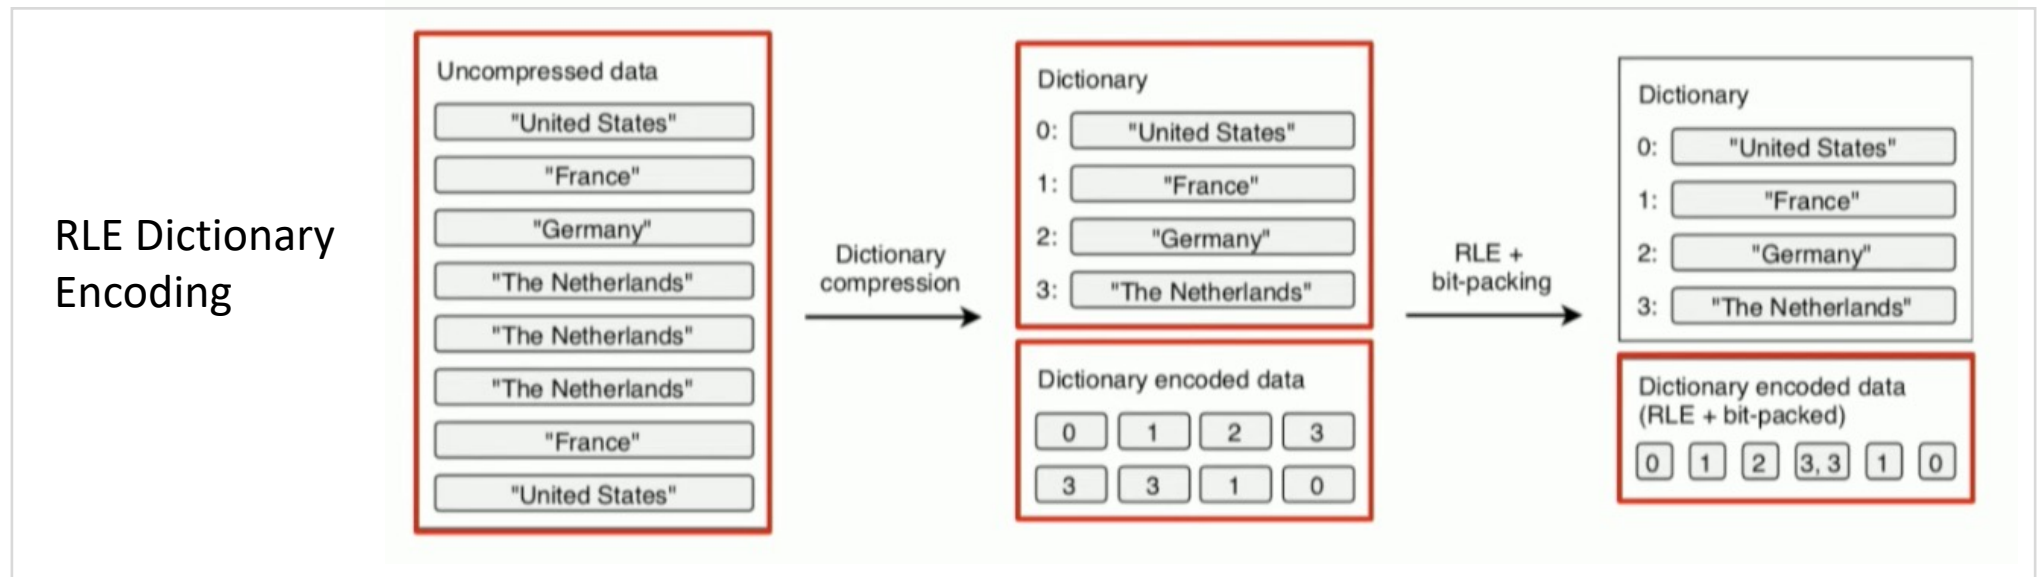 RLE Dictionary
Encoding
Uncompressed data
"United States"
"France"
"Germany"
"The Netherlands"
"The Netherlands"
"The Netherlands"
"France"
"United States"
Dictionary
compression
Dictionary
0: "United States"
1: "France"
2: "Germany"
3: "The Netherlands"
Dictionary encoded data
0 1 2 3
3 3 1 0
RLE +
bit-packing
Dictionary
0: "United States"
1: "France"
2: "Germany"
3: "The Netherlands"
Dictionary encoded data
(RLE + bit-packed)
0 1 2 3, 3 1 0